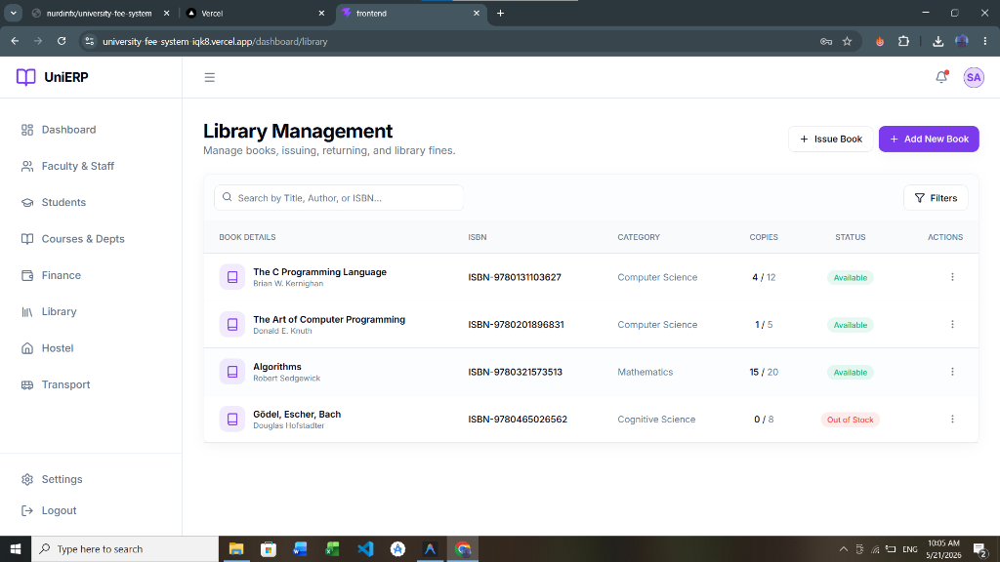 nurdinfx/university-fee-system
Vercel
frontend
university-fee-system-iqk8.vercel.app/dashboard/library
UniERP
SA
Dashboard
Faculty & Staff
Students
Courses & Depts
Finance
Library
Hostel
Transport
Settings
Logout
Library Management
Manage books, issuing, returning, and library fines.
Issue Book
Add New Book
Search by Title, Author, or ISBN...
Filters
BOOK DETAILS ISBN CATEGORY COPIES STATUS ACTIONS
The C Programming Language
Brian W. Kernighan
ISBN-9780131103627 Computer Science 4 / 12 Available
The Art of Computer Programming
Donald E. Knuth
ISBN-9780201896831 Computer Science 1 / 5 Available
Algorithms
Robert Sedgewick
ISBN-9780321573513 Mathematics 15 / 20 Available
Gödel, Escher, Bach
Douglas Hofstadter
ISBN-9780465026562 Cognitive Science 0 / 8 Out of Stock
Type here to search
ENG
10:05 AM
5/21/2026
2